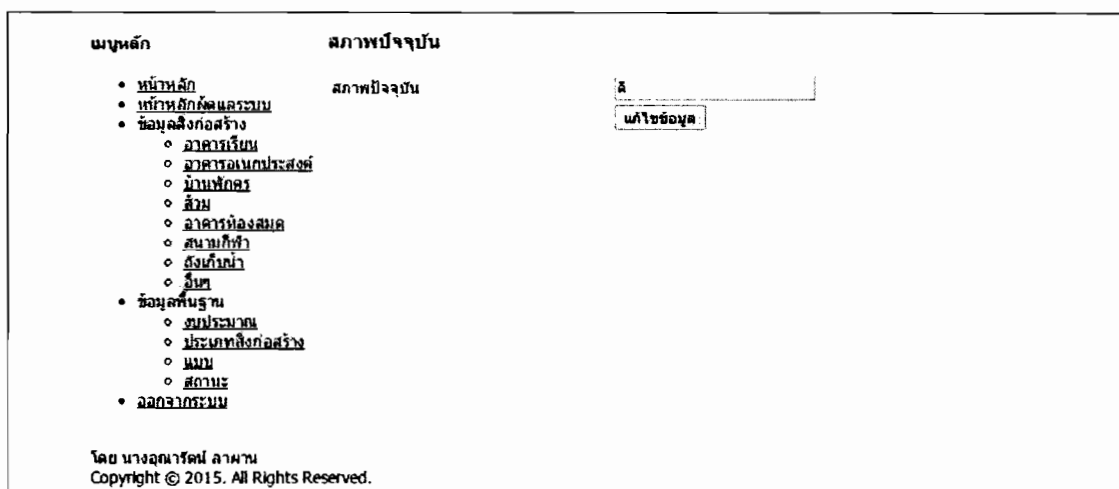 เมนูหลัก
สภาพปัจจุบัน
หน้าหลัก
หน้าหลักผู้ดูแลระบบ
ข้อมูลสิ่งก่อสร้าง
อาคารเรียน
อาคารอเนกประสงค์
บ้านพักครู
ส้วม
อาคารห้องสมุด
สนามกีฬา
ถังเก็บน้ำ
อื่นๆ
ข้อมูลพื้นฐาน
งบประมาณ
ประเภทสิ่งก่อสร้าง
แบบ
สถานะ
ออกจากระบบ
สภาพปัจจุบัน
ดี
แก้ไขข้อมูล
โดย นางอุณารัตน์ ลาผาน
Copyright © 2015. All Rights Reserved.